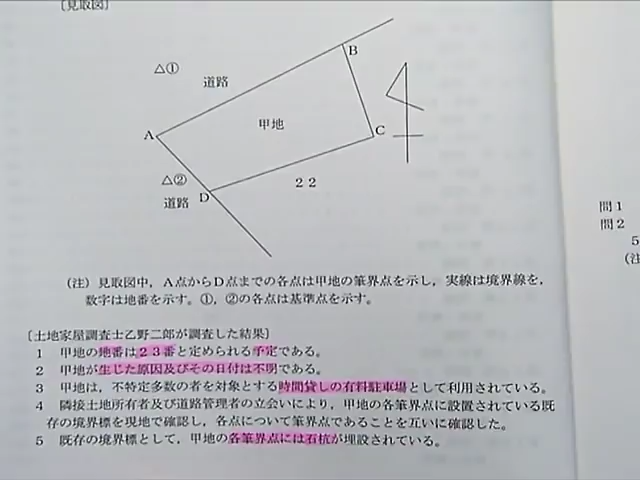 〔見取図〕
B
△①
道路
甲地
A
C
△②
22
道路
D
(注) 見取図中，A点からD点までの各点は甲地の筆界点を示し，実線は境界線を，
数字は地番を示す。①，②の各点は基準点を示す。
〔土地家屋調査士乙野二郎が調査した結果〕
1 甲地の地番は23番と定められる予定である。
2 甲地が生じた原因及びその日付は不明である。
3 甲地は，不特定多数の者を対象とする時間貸しの有料駐車場として利用されている。
4 隣接土地所有者及び道路管理者の立会いにより，甲地の各筆界点に設置されている既
存の境界標を現地で確認し，各点について筆界点であることを互いに確認した。
5 既存の境界標として，甲地の各筆界点には石杭が埋設されている。
問1
問2
5
(注